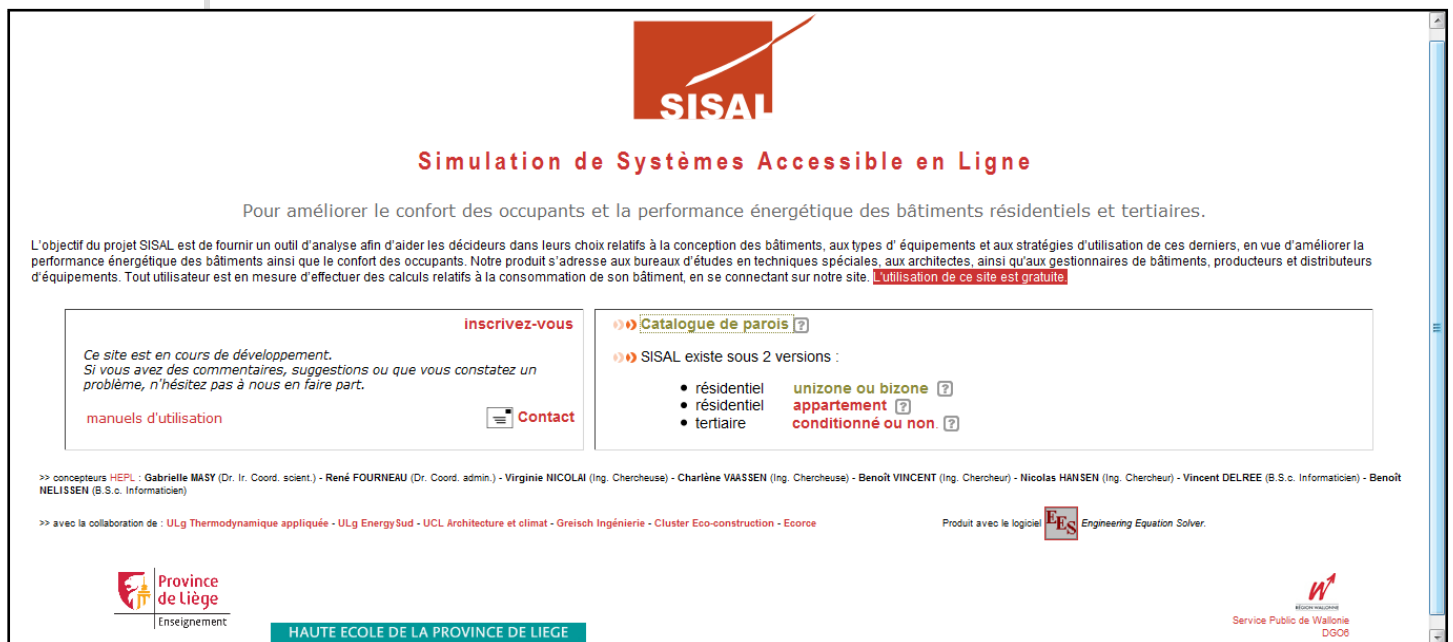 SISAL
Simulation de Systèmes Accessible en Ligne
Pour améliorer le confort des occupants et la performance énergétique des bâtiments résidentiels et tertiaires.
L'objectif du projet SISAL est de fournir un outil d'analyse afin d'aider les décideurs dans leurs choix relatifs à la conception des bâtiments, aux types d' équipements et aux stratégies d'utilisation de ces derniers, en vue d'améliorer la
performance énergétique des bâtiments ainsi que le confort des occupants. Notre produit s'adresse aux bureaux d'études en techniques spéciales, aux architectes, ainsi qu'aux gestionnaires de bâtiments, producteurs et distributeurs
d'équipements. Tout utilisateur est en mesure d'effectuer des calculs relatifs à la consommation de son bâtiment, en se connectant sur notre site. L'utilisation de ce site est gratuite.
inscrivez-vous
Ce site est en cours de développement.
Si vous avez des commentaires, suggestions ou que vous constatez un
problème, n'hésitez pas à nous en faire part.
manuels d'utilisation Contact
Catalogue de parois ?
SISAL existe sous 2 versions :
• résidentiel unizone ou bizone ?
• résidentiel appartement ?
• tertiaire conditionné ou non. ?
>> concepteurs HEPL : Gabrielle MASY (Dr. Ir. Coord. scient.) - René FOURNEAU (Dr. Coord. admin.) - Virginie NICOLAI (Ing. Chercheuse) - Charlène VAASSEN (Ing. Chercheuse) - Benoît VINCENT (Ing. Chercheur) - Nicolas HANSEN (Ing. Chercheur) - Vincent DELREE (B.S.c. Informaticien) - Benoît
NELISSEN (B.S.c. Informaticien)
>> avec la collaboration de : ULg Thermodynamique appliquée - ULg EnergySud - UCL Architecture et climat - Greisch Ingénierie - Cluster Eco-construction - Ecorce Produit avec le logiciel EES Engineering Equation Solver.
Province
de Liège
Enseignement
HAUTE ECOLE DE LA PROVINCE DE LIEGE
RÉGION WALLONNE
Service Public de Wallonie
DGO6